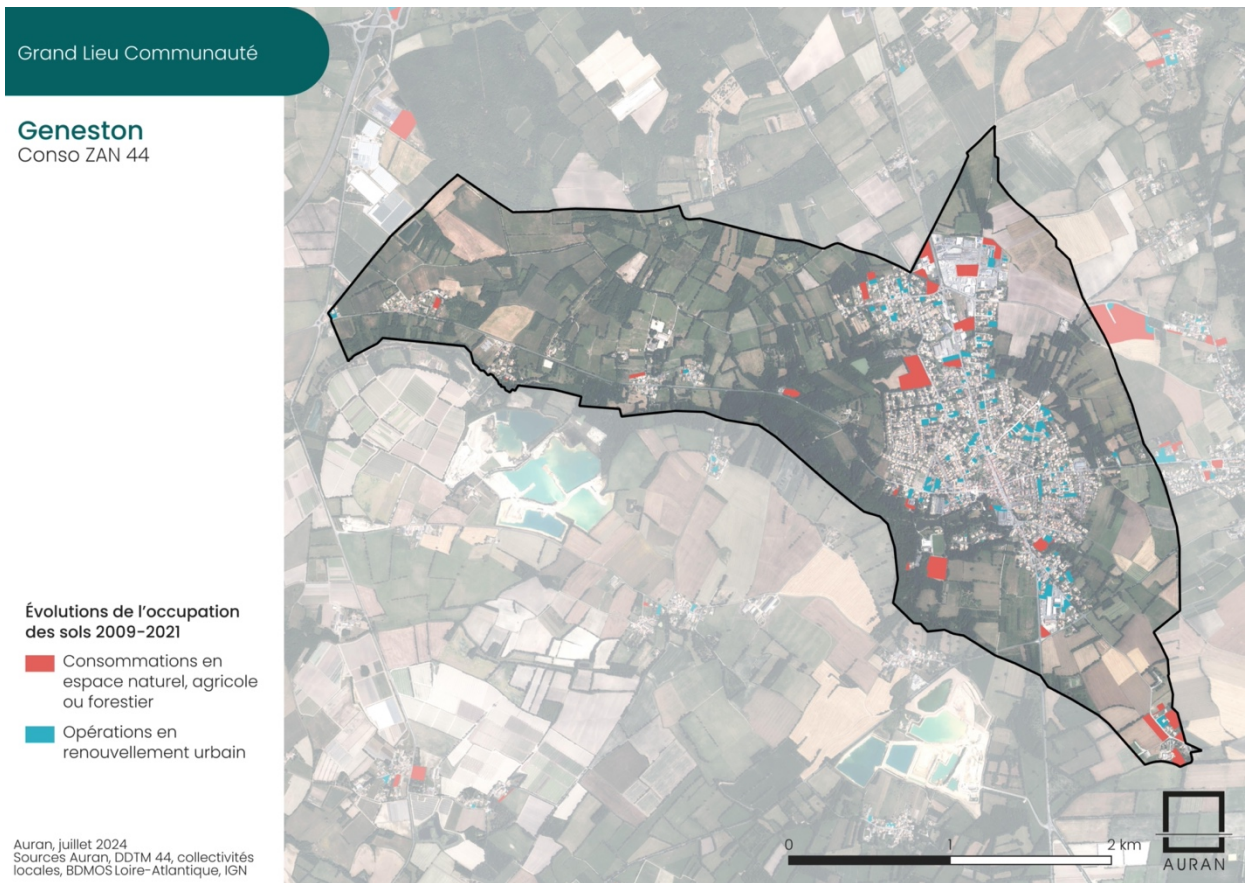 Grand Lieu Communauté
Geneston
Conso ZAN 44
Évolutions de l'occupation
des sols 2009-2021
Consommations en
espace naturel, agricole
ou forestier
Opérations en
renouvellement urbain
Auran, juillet 2024
Sources Auran, DDTM 44, collectivités
locales, BDMOS Loire-Atlantique, IGN
0 1 2 km
AURAN